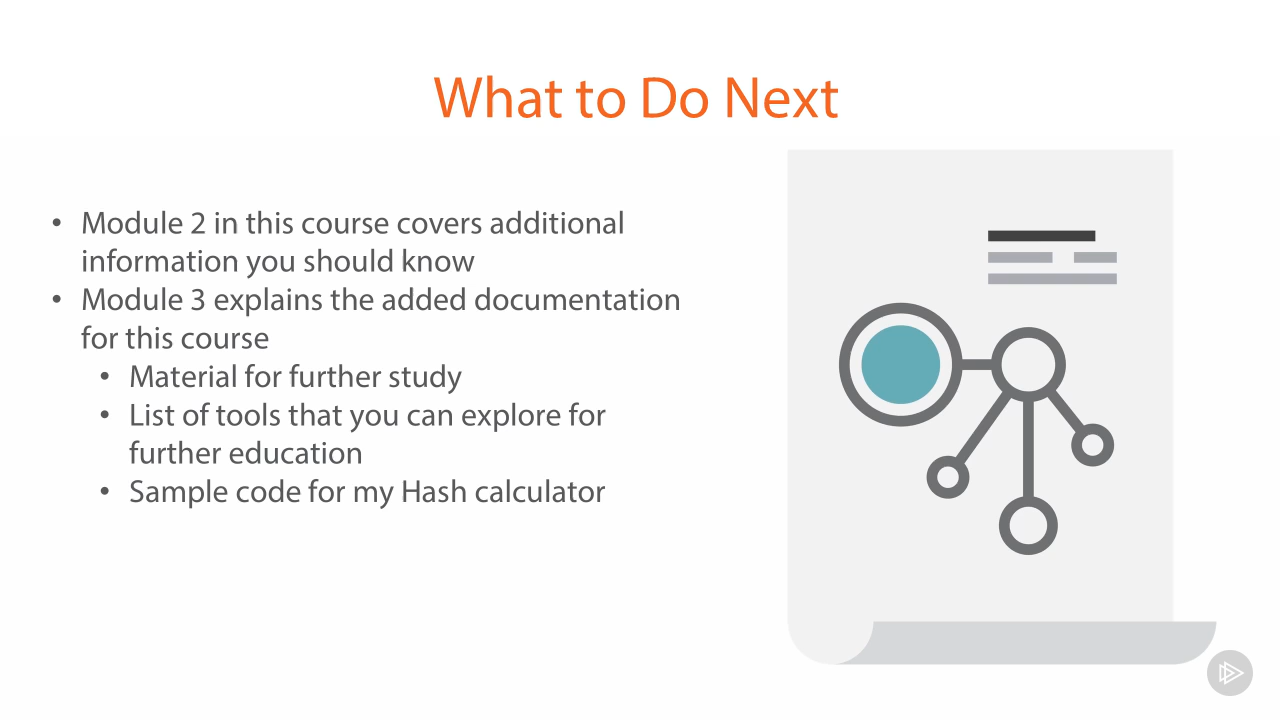 What to Do Next
• Module 2 in this course covers additional
information you should know
• Module 3 explains the added documentation
for this course
• Material for further study
• List of tools that you can explore for
further education
• Sample code for my Hash calculator